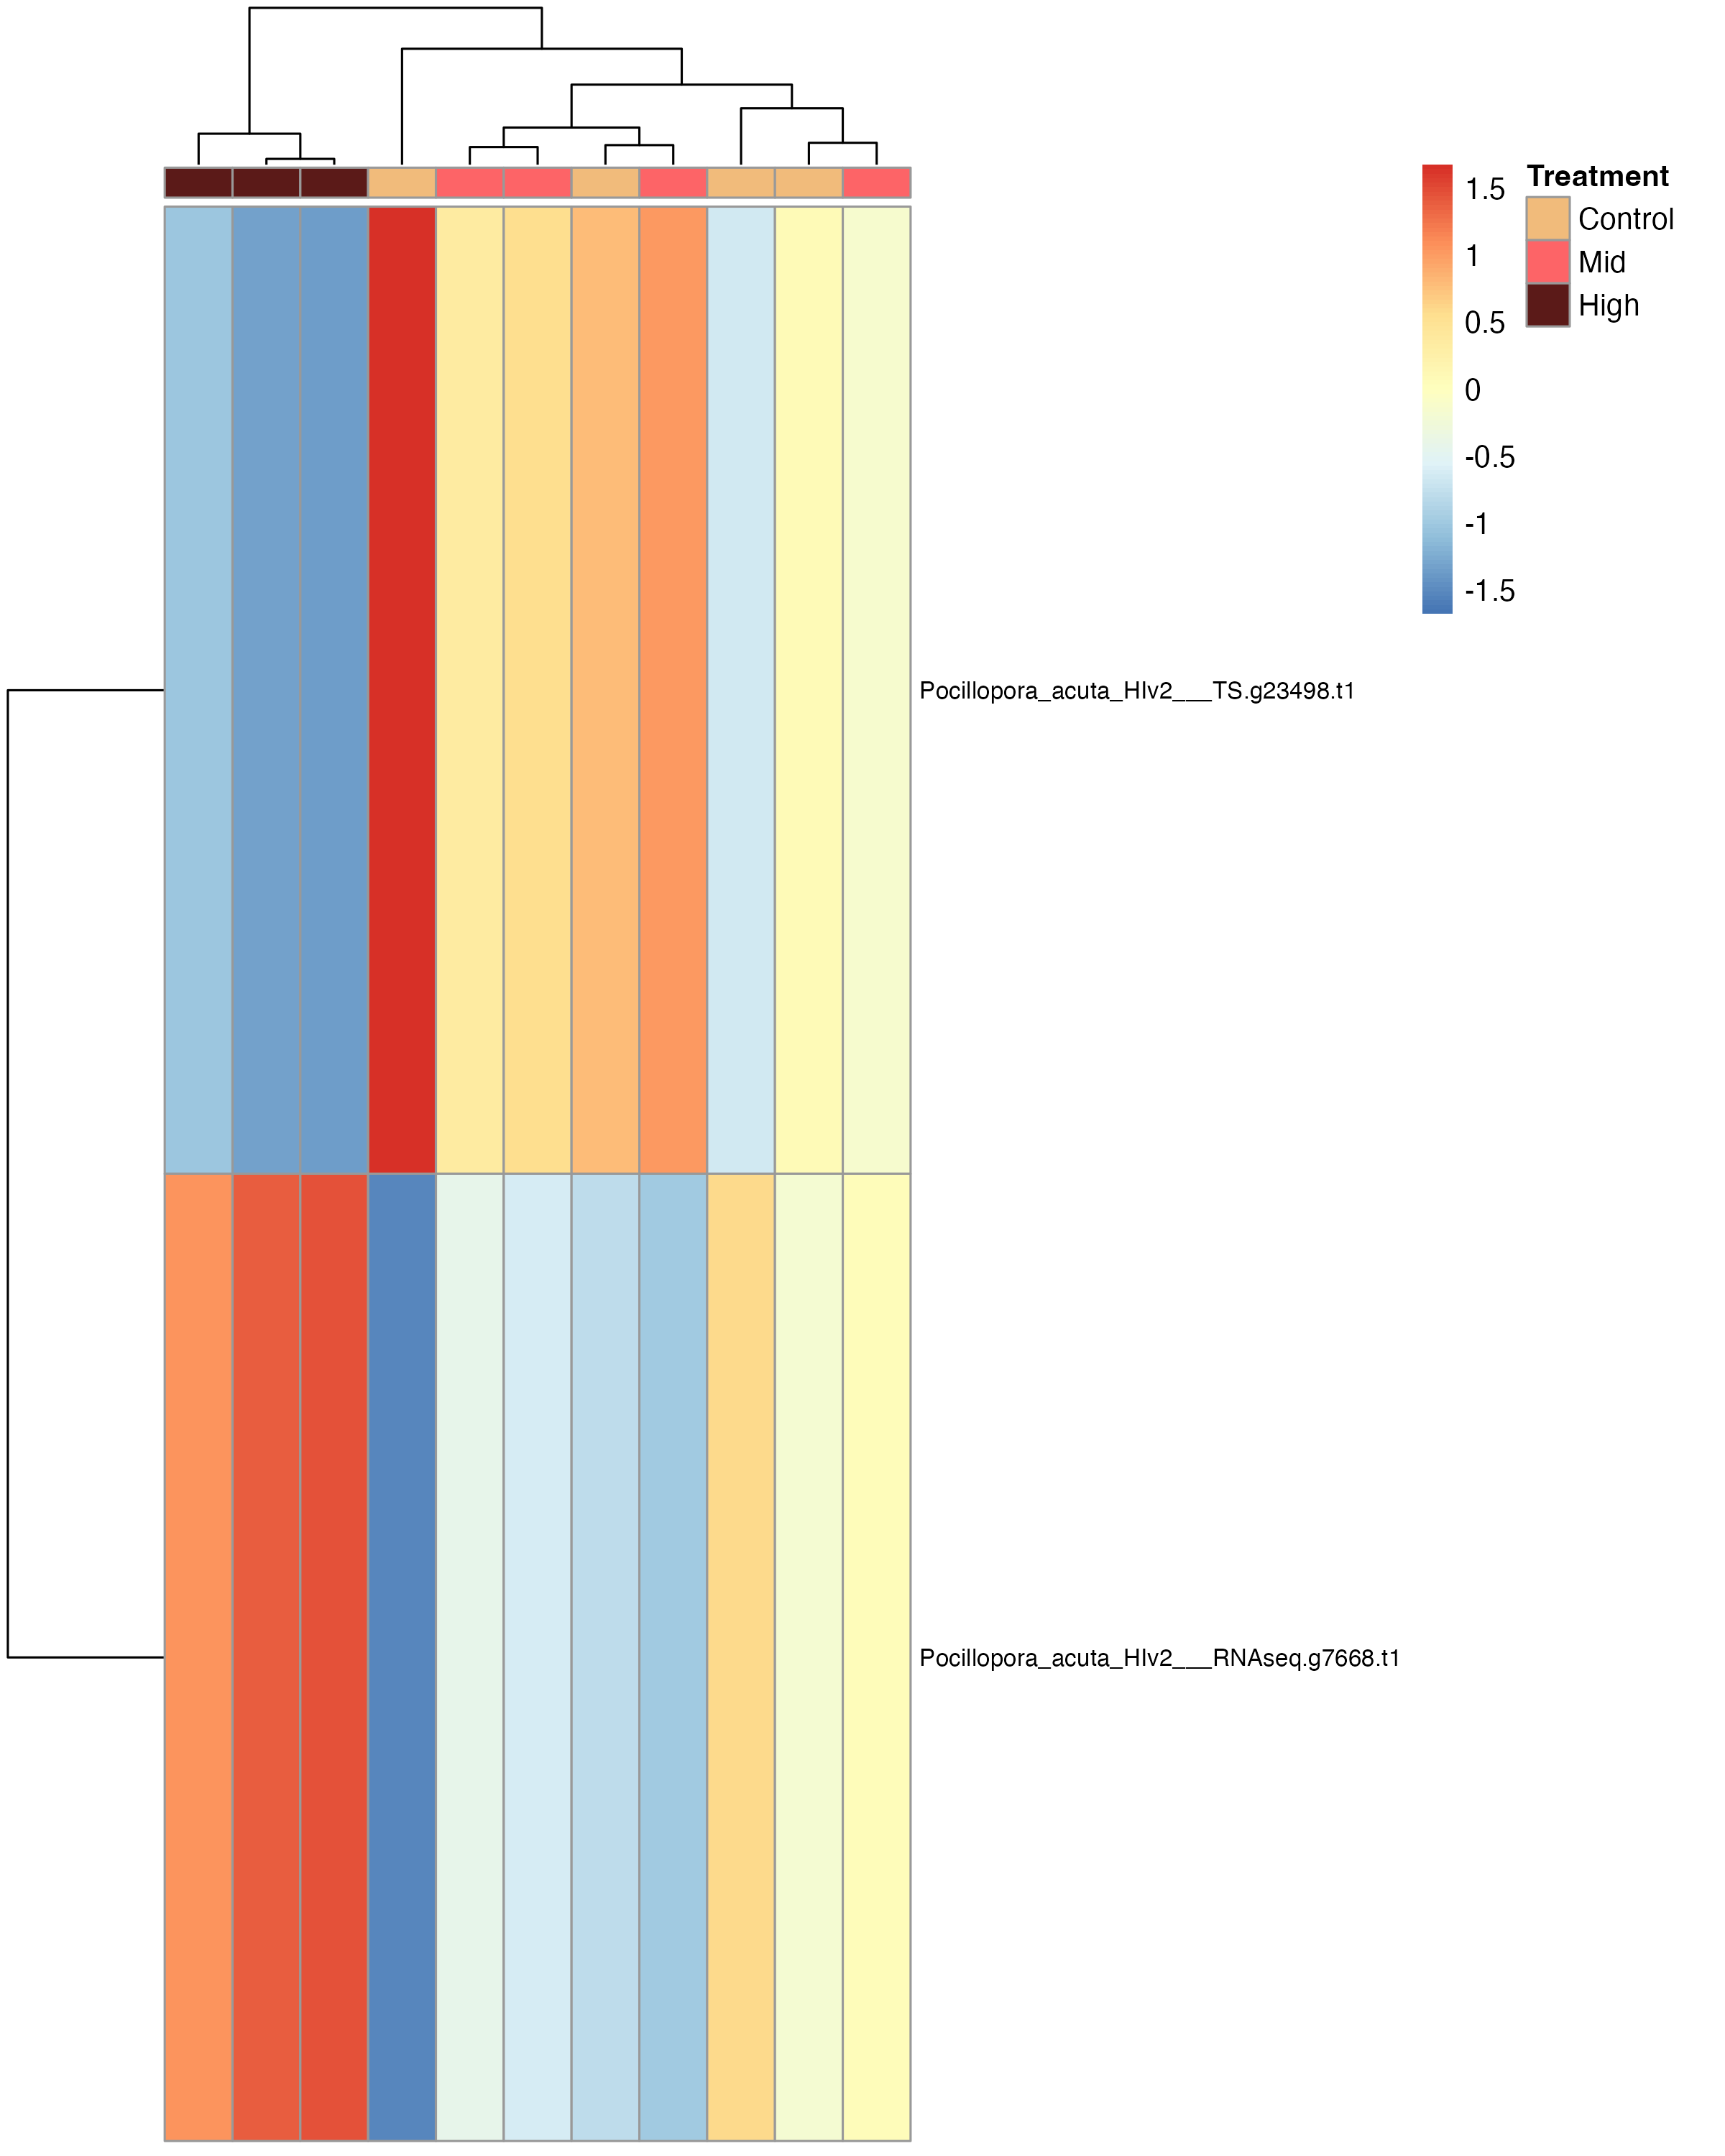 Treatment
Control
Mid
High
1.5
1
0.5
0
-0.5
-1
-1.5
Pocillopora_acuta_HIv2___TS.g23498.t1
Pocillopora_acuta_HIv2___RNAseq.g7668.t1